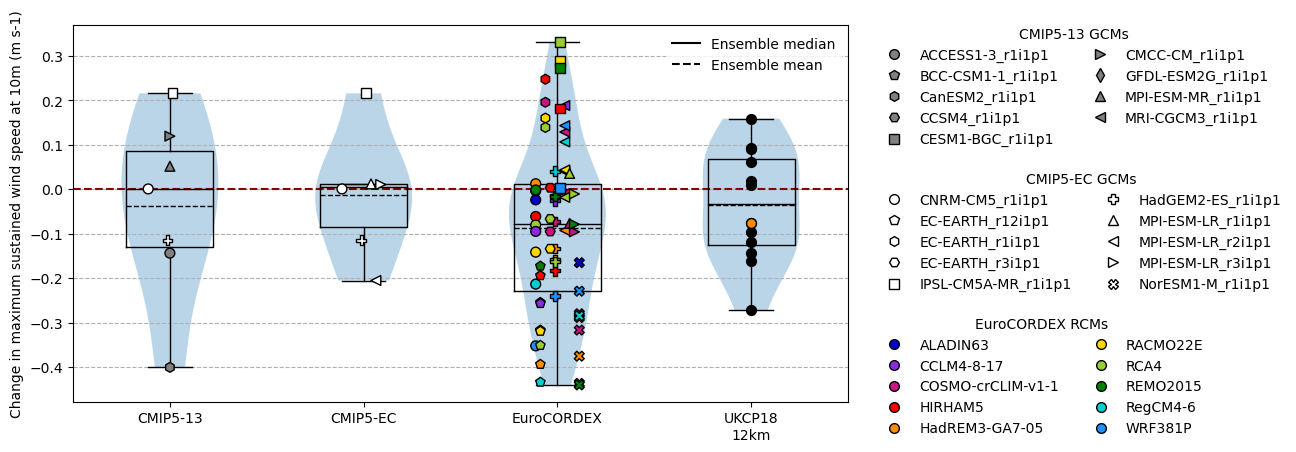 Change in maximum sustained wind speed at 10m (m s-1)
0.3
0.2
0.1
0.0
−0.1
−0.2
−0.3
−0.4
Ensemble median
Ensemble mean
CMIP5-13
CMIP5-EC
EuroCORDEX
UKCP18
12km
CMIP5-13 GCMs
ACCESS1-3_r1i1p1
BCC-CSM1-1_r1i1p1
CanESM2_r1i1p1
CCSM4_r1i1p1
CESM1-BGC_r1i1p1
CMCC-CM_r1i1p1
GFDL-ESM2G_r1i1p1
MPI-ESM-MR_r1i1p1
MRI-CGCM3_r1i1p1
CMIP5-EC GCMs
CNRM-CM5_r1i1p1
EC-EARTH_r12i1p1
EC-EARTH_r1i1p1
EC-EARTH_r3i1p1
IPSL-CM5A-MR_r1i1p1
HadGEM2-ES_r1i1p1
MPI-ESM-LR_r1i1p1
MPI-ESM-LR_r2i1p1
MPI-ESM-LR_r3i1p1
NorESM1-M_r1i1p1
EuroCORDEX RCMs
ALADIN63
CCLM4-8-17
COSMO-crCLIM-v1-1
HIRHAM5
HadREM3-GA7-05
RACMO22E
RCA4
REMO2015
RegCM4-6
WRF381P